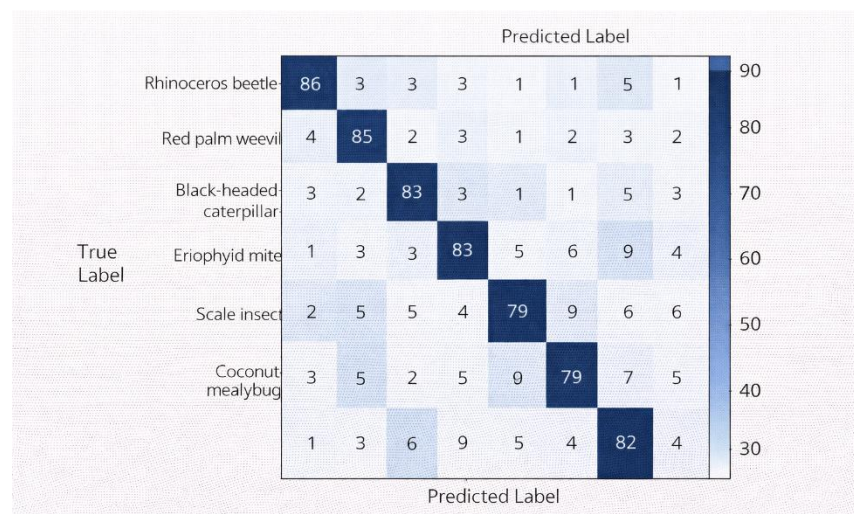 Predicted Label
Rhinoceros beetle 86 3 3 3 1 1 5 1
Red palm weevil 4 85 2 3 1 2 3 2
Black-headed
caterpillar 3 2 83 3 1 1 5 3
True
Label
Eriophyid mite 1 3 3 83 5 6 9 4
Scale insect 2 5 5 4 79 9 6 6
Coconut
mealybug 3 5 2 5 9 79 7 5
1 3 6 9 5 4 82 4
90
80
70
60
50
40
30
Predicted Label